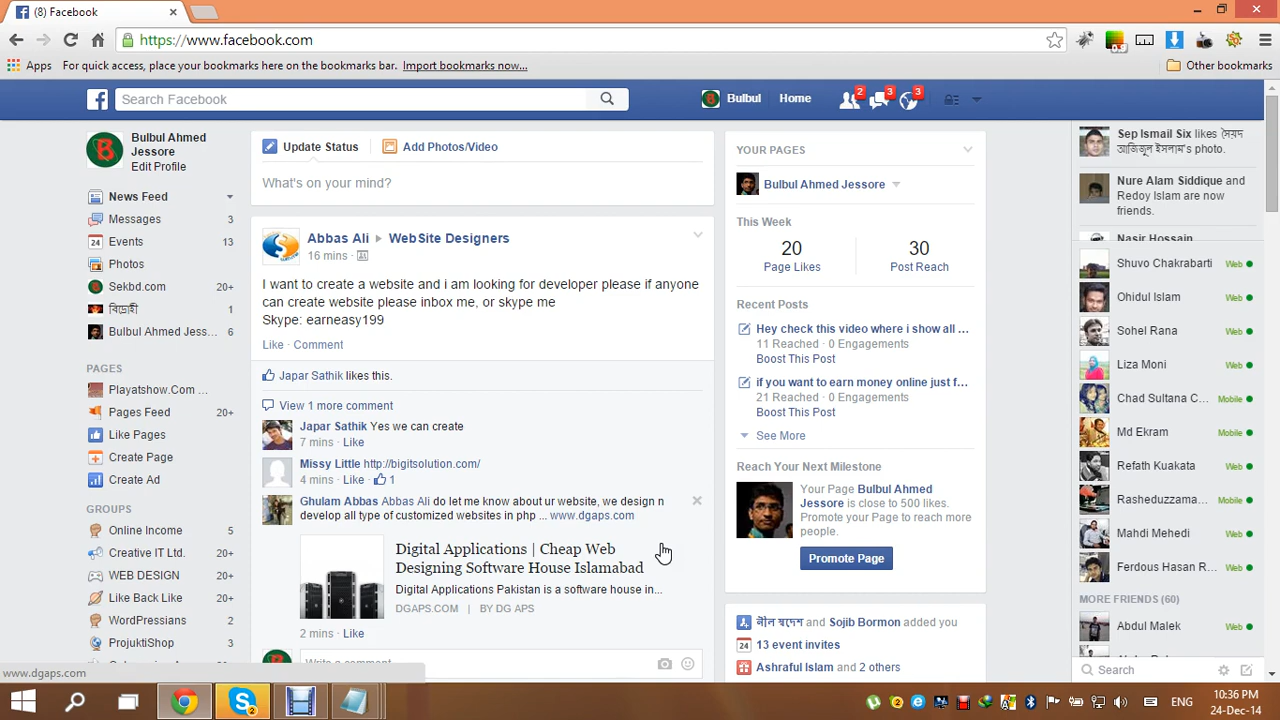 (8) Facebook
https://www.facebook.com
Apps
For quick access, place your bookmarks here on the bookmarks bar. Import bookmarks now...
Other bookmarks
Search Facebook
Bulbul
Home
2
3
3
Bulbul Ahmed
Jessore
Edit Profile
News Feed
Messages 3
Events 13
Photos
Sekbd.com 20+
বিদ্রোহী 1
Bulbul Ahmed Jess... 6
PAGES
Playatshow.Com ...
Pages Feed 20+
Like Pages
Create Page
Create Ad
GROUPS
Online Income 5
Creative IT Ltd. 20+
WEB DESIGN 20+
Like Back Like 20+
WordPressians 2
ProjuktiShop 3
Update Status
Add Photos/Video
What's on your mind?
Abbas Ali ▶ WebSite Designers
16 mins ·
I want to create a website and i am looking for developer please if anyone
can create website please inbox me, or skype me
Skype: earneasy199
Like · Comment
Japar Sathik likes this.
View 1 more comment
Japar Sathik Yes we can create
7 mins · Like
Missy Little http://bigitsolution.com/
4 mins · Like · 1
Ghulam Abbas Abbas Ali do let me know about ur website, we design n
develop all type of customized websites in php ... www.dgaps.com
Digital Applications | Cheap Web
Designing Software House Islamabad
Digital Applications Pakistan is a software house in...
DGAPS.COM | BY DG APS
2 mins · Like
Write a comment...
YOUR PAGES
Bulbul Ahmed Jessore
This Week
20
Page Likes
30
Post Reach
Recent Posts
Hey check this video where i show all ...
11 Reached · 0 Engagements
Boost This Post
if you want to earn money online just f...
21 Reached · 0 Engagements
Boost This Post
See More
Reach Your Next Milestone
Your Page Bulbul Ahmed
Jessore is close to 500 likes.
Promote your Page to reach more
people.
Promote Page
নীল স্বদেশ and Sojib Bormon added you
13 event invites
Ashraful Islam and 2 others
Sep Ismail Six likes সৈয়দ
আজিজুল ইসলাম's photo.
Nure Alam Siddique and
Redoy Islam are now
friends.
Nasir Hossain
Shuvo Chakrabarti Web
Ohidul Islam Web
Sohel Rana Web
Liza Moni Web
Chad Sultana C... Mobile
Md Ekram Mobile
Refath Kuakata Web
Rasheduzzama... Mobile
Mahdi Mehedi Web
Ferdous Hasan R... Web
MORE FRIENDS (60)
Abdul Malek Web
Search
www.dgaps.com
2
ENG
10:36 PM
24-Dec-14